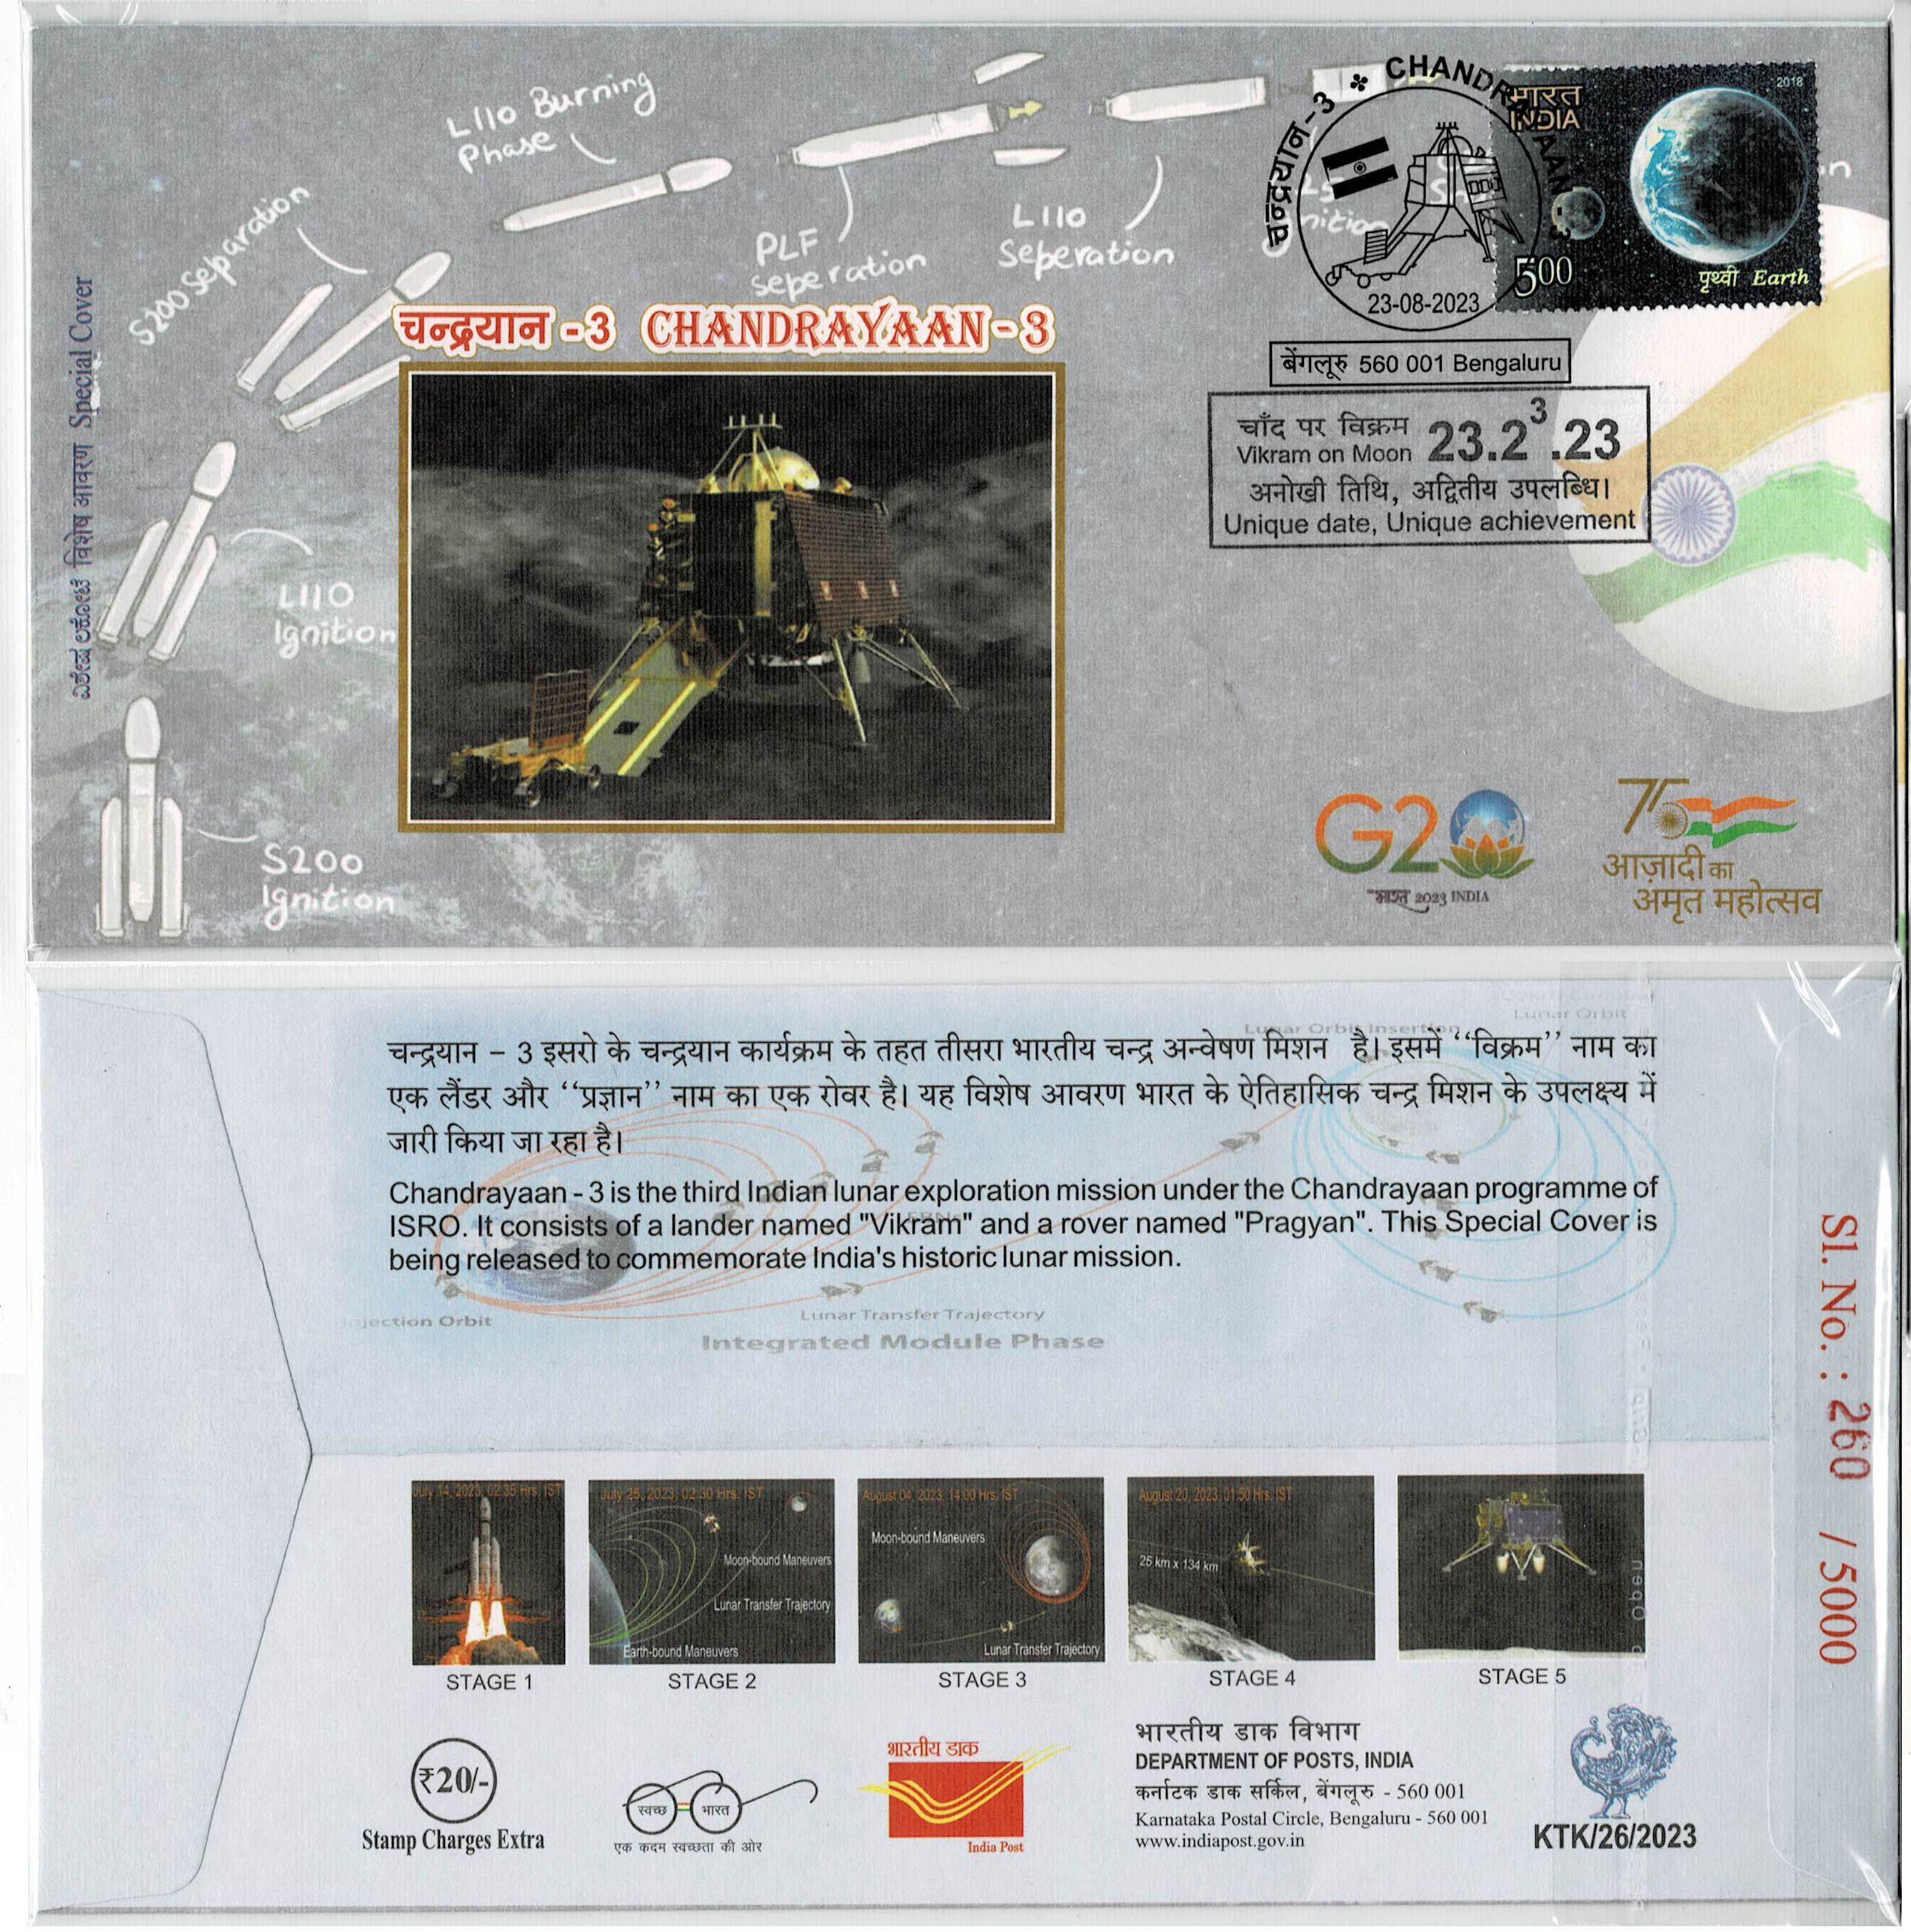 L110 Burning
Phase
S200 Separation
PLF
Seperation
L110
Seperation
L110
Ignition
S200
Ignition
ವಿಶೇಷ ಲಕೋಟೆ विशेष आवरण Special Cover
चन्द्रयान -3 CHANDRAYAAN-3
चन्द्रयान-3 CHANDRAYAAN-3
23-08-2023
भारत
INDIA
2018
500
पृथ्वी Earth
बेंगलूरु 560 001 Bengaluru
चाँद पर विक्रम
Vikram on Moon 23.2³.23
अनोखी तिथि, अद्वितीय उपलब्धि।
Unique date, Unique achievement
G20
भारत 2023 INDIA
75
आज़ादी का
अमृत महोत्सव
Lunar Orbit
Lunar Orbit Insertion
चन्द्रयान – 3 इसरो के चन्द्रयान कार्यक्रम के तहत तीसरा भारतीय चन्द्र अन्वेषण मिशन है। इसमें ‘‘विक्रम’’ नाम का
एक लैंडर और ‘‘प्रज्ञान’’ नाम का एक रोवर है। यह विशेष आवरण भारत के ऐतिहासिक चन्द्र मिशन के उपलक्ष्य में
जारी किया जा रहा है।
Chandrayaan - 3 is the third Indian lunar exploration mission under the Chandrayaan programme of
ISRO. It consists of a lander named "Vikram" and a rover named "Pragyan". This Special Cover is
being released to commemorate India's historic lunar mission.
Orbit
Lunar Transfer Trajectory
Integrated Module Phase
Sl. No. : 260 / 5000
July 14, 2023, 02:35 Hrs. IST
STAGE 1
July 25, 2023, 02:30 Hrs. IST
Moon-bound Maneuvers
Lunar Transfer Trajectory
Earth-bound Maneuvers
STAGE 2
August 04, 2023, 14:00 Hrs. IST
Moon-bound Maneuvers
Lunar Transfer Trajectory
STAGE 3
August 20, 2023, 01:50 Hrs. IST
25 km x 134 km
STAGE 4
STAGE 5
Open
₹20/-
Stamp Charges Extra
स्वच्छ भारत
एक कदम स्वच्छता की ओर
भारतीय डाक
India Post
भारतीय डाक विभाग
DEPARTMENT OF POSTS, INDIA
कर्नाटक डाक सर्किल, बेंगलूरु - 560 001
Karnataka Postal Circle, Bengaluru - 560 001
www.indiapost.gov.in
KTK/26/2023